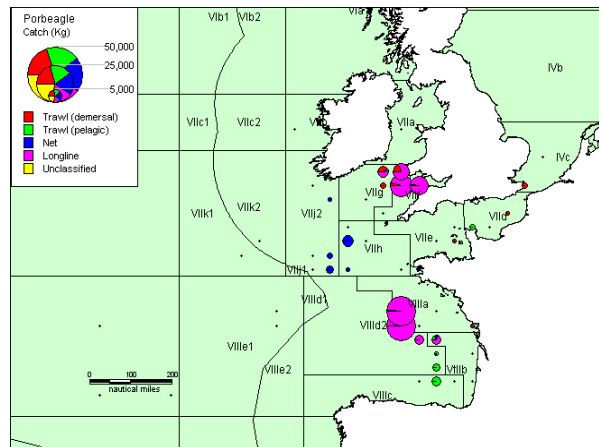 Porbeagle
Catch (Kg)
50,000
25,000
5,000
Trawl (demersal)
Trawl (pelagic)
Net
Longline
Unclassified
VIb1 VIb2
VIa
IVb
VIIc1 VIIc2
VIIb
VIIa
IVc
VIIg
VIIf
VIId
VIIk1 VIIk2
VIIj2
VIIe
VIIh
VIIj1
VIIId1
VIIIa
VIIId2
VIIIe1
VIIIe2
VIIIb
VIIIc
0 100 200
nautical miles